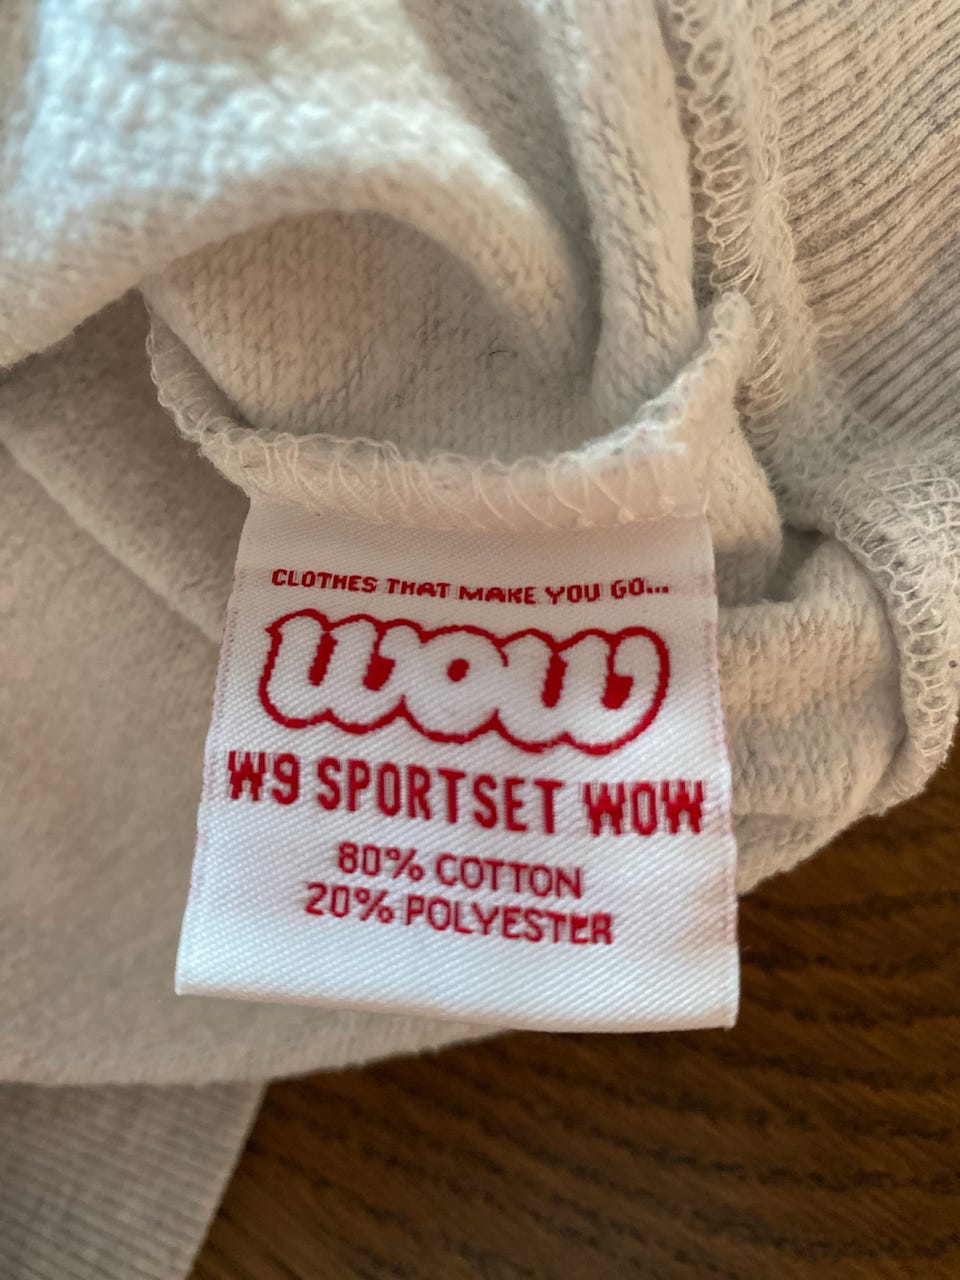 CLOTHES THAT MAKE YOU GO...
WOW
W9 SPORTSET WOW
80% COTTON
20% POLYESTER